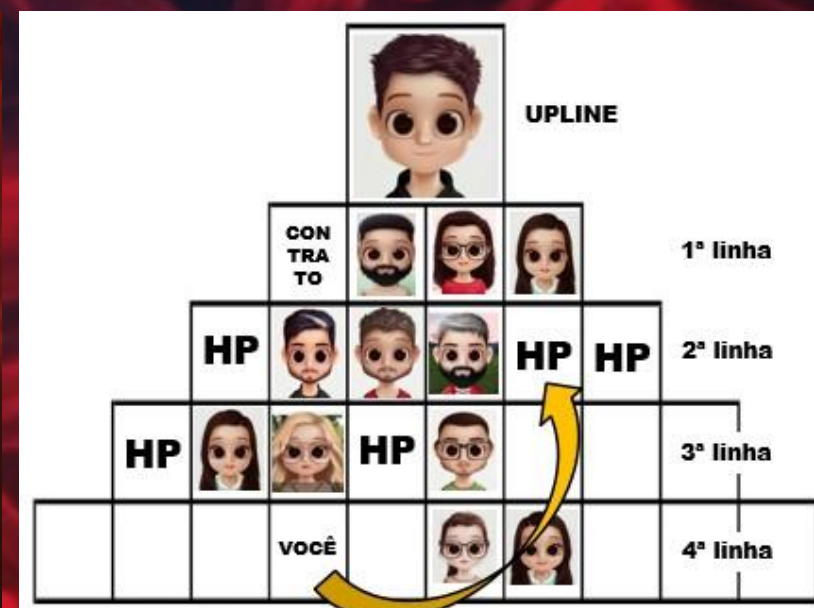 UPLINE
CON
TRA
TO
1ª linha
HP
HP
HP
2ª linha
HP
HP
3ª linha
VOCÊ
4ª linha